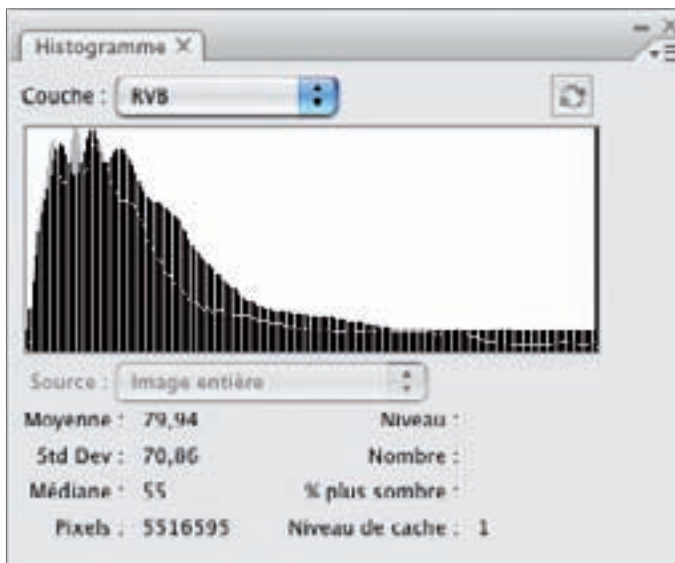 Histogramme X
Couche : RVB
Source : Image entière
Moyenne : 79,94 Niveau :
Std Dev : 70,86 Nombre :
Médiane : 55 % plus sombre :
Pixels : 5516595 Niveau de cache : 1